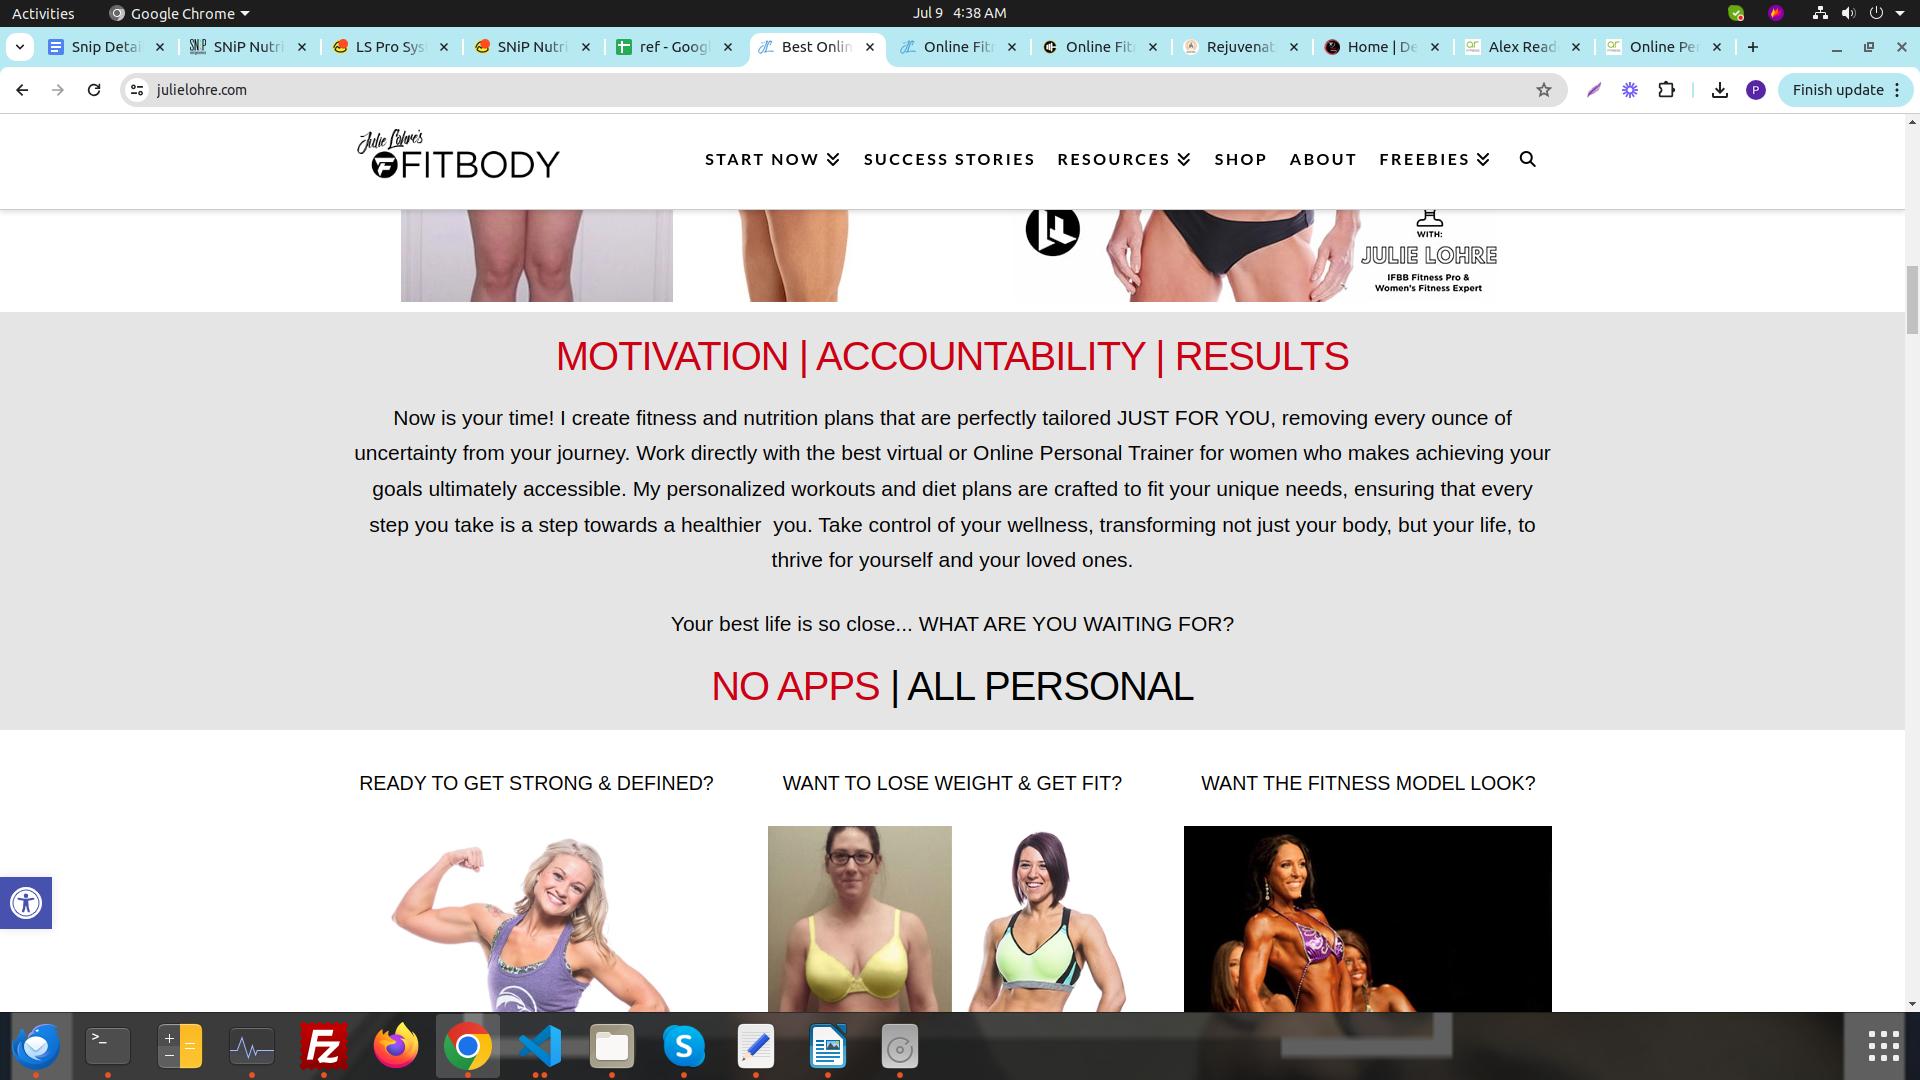 Activities
Google Chrome
Jul 9 4:38 AM
Snip Detai
SNiP Nutri
LS Pro Sys
SNiP Nutri
ref - Googl
Best Onlin
Online Fitn
Online Fitn
Rejuvenat
Home | De
Alex Read
Online Per
julielohre.com
P
Finish update
Julie Lohre's
FITBODY
START NOW
SUCCESS STORIES
RESOURCES
SHOP
ABOUT
FREEBIES
WITH:
JULIE LOHRE
IFBB Fitness Pro &
Women's Fitness Expert
MOTIVATION | ACCOUNTABILITY | RESULTS
Now is your time! I create fitness and nutrition plans that are perfectly tailored JUST FOR YOU, removing every ounce of
uncertainty from your journey. Work directly with the best virtual or Online Personal Trainer for women who makes achieving your
goals ultimately accessible. My personalized workouts and diet plans are crafted to fit your unique needs, ensuring that every
step you take is a step towards a healthier you. Take control of your wellness, transforming not just your body, but your life, to
thrive for yourself and your loved ones.
Your best life is so close... WHAT ARE YOU WAITING FOR?
NO APPS | ALL PERSONAL
READY TO GET STRONG & DEFINED?
WANT TO LOSE WEIGHT & GET FIT?
WANT THE FITNESS MODEL LOOK?